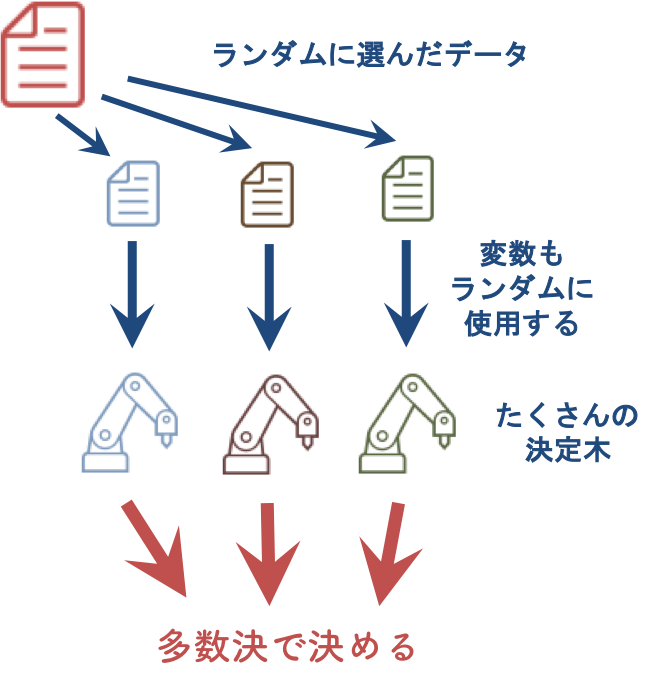 ランダムに選んだデータ
変数も
ランダムに
使用する
たくさんの
決定木
多数決で決める